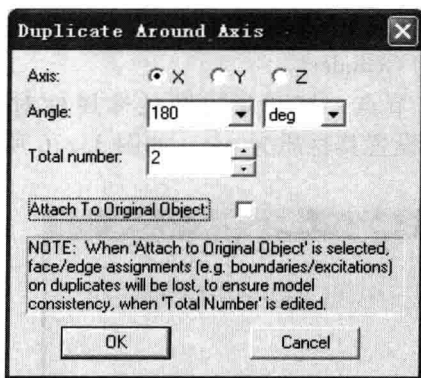 Duplicate Around Axis
Axis: X Y Z
Angle: 180 deg
Total number: 2
Attach To Original Object:
NOTE: When 'Attach to Original Object' is selected,
face/edge assignments (e.g. boundaries/excitations)
on duplicates will be lost, to ensure model
consistency, when 'Total Number' is edited.
OK Cancel